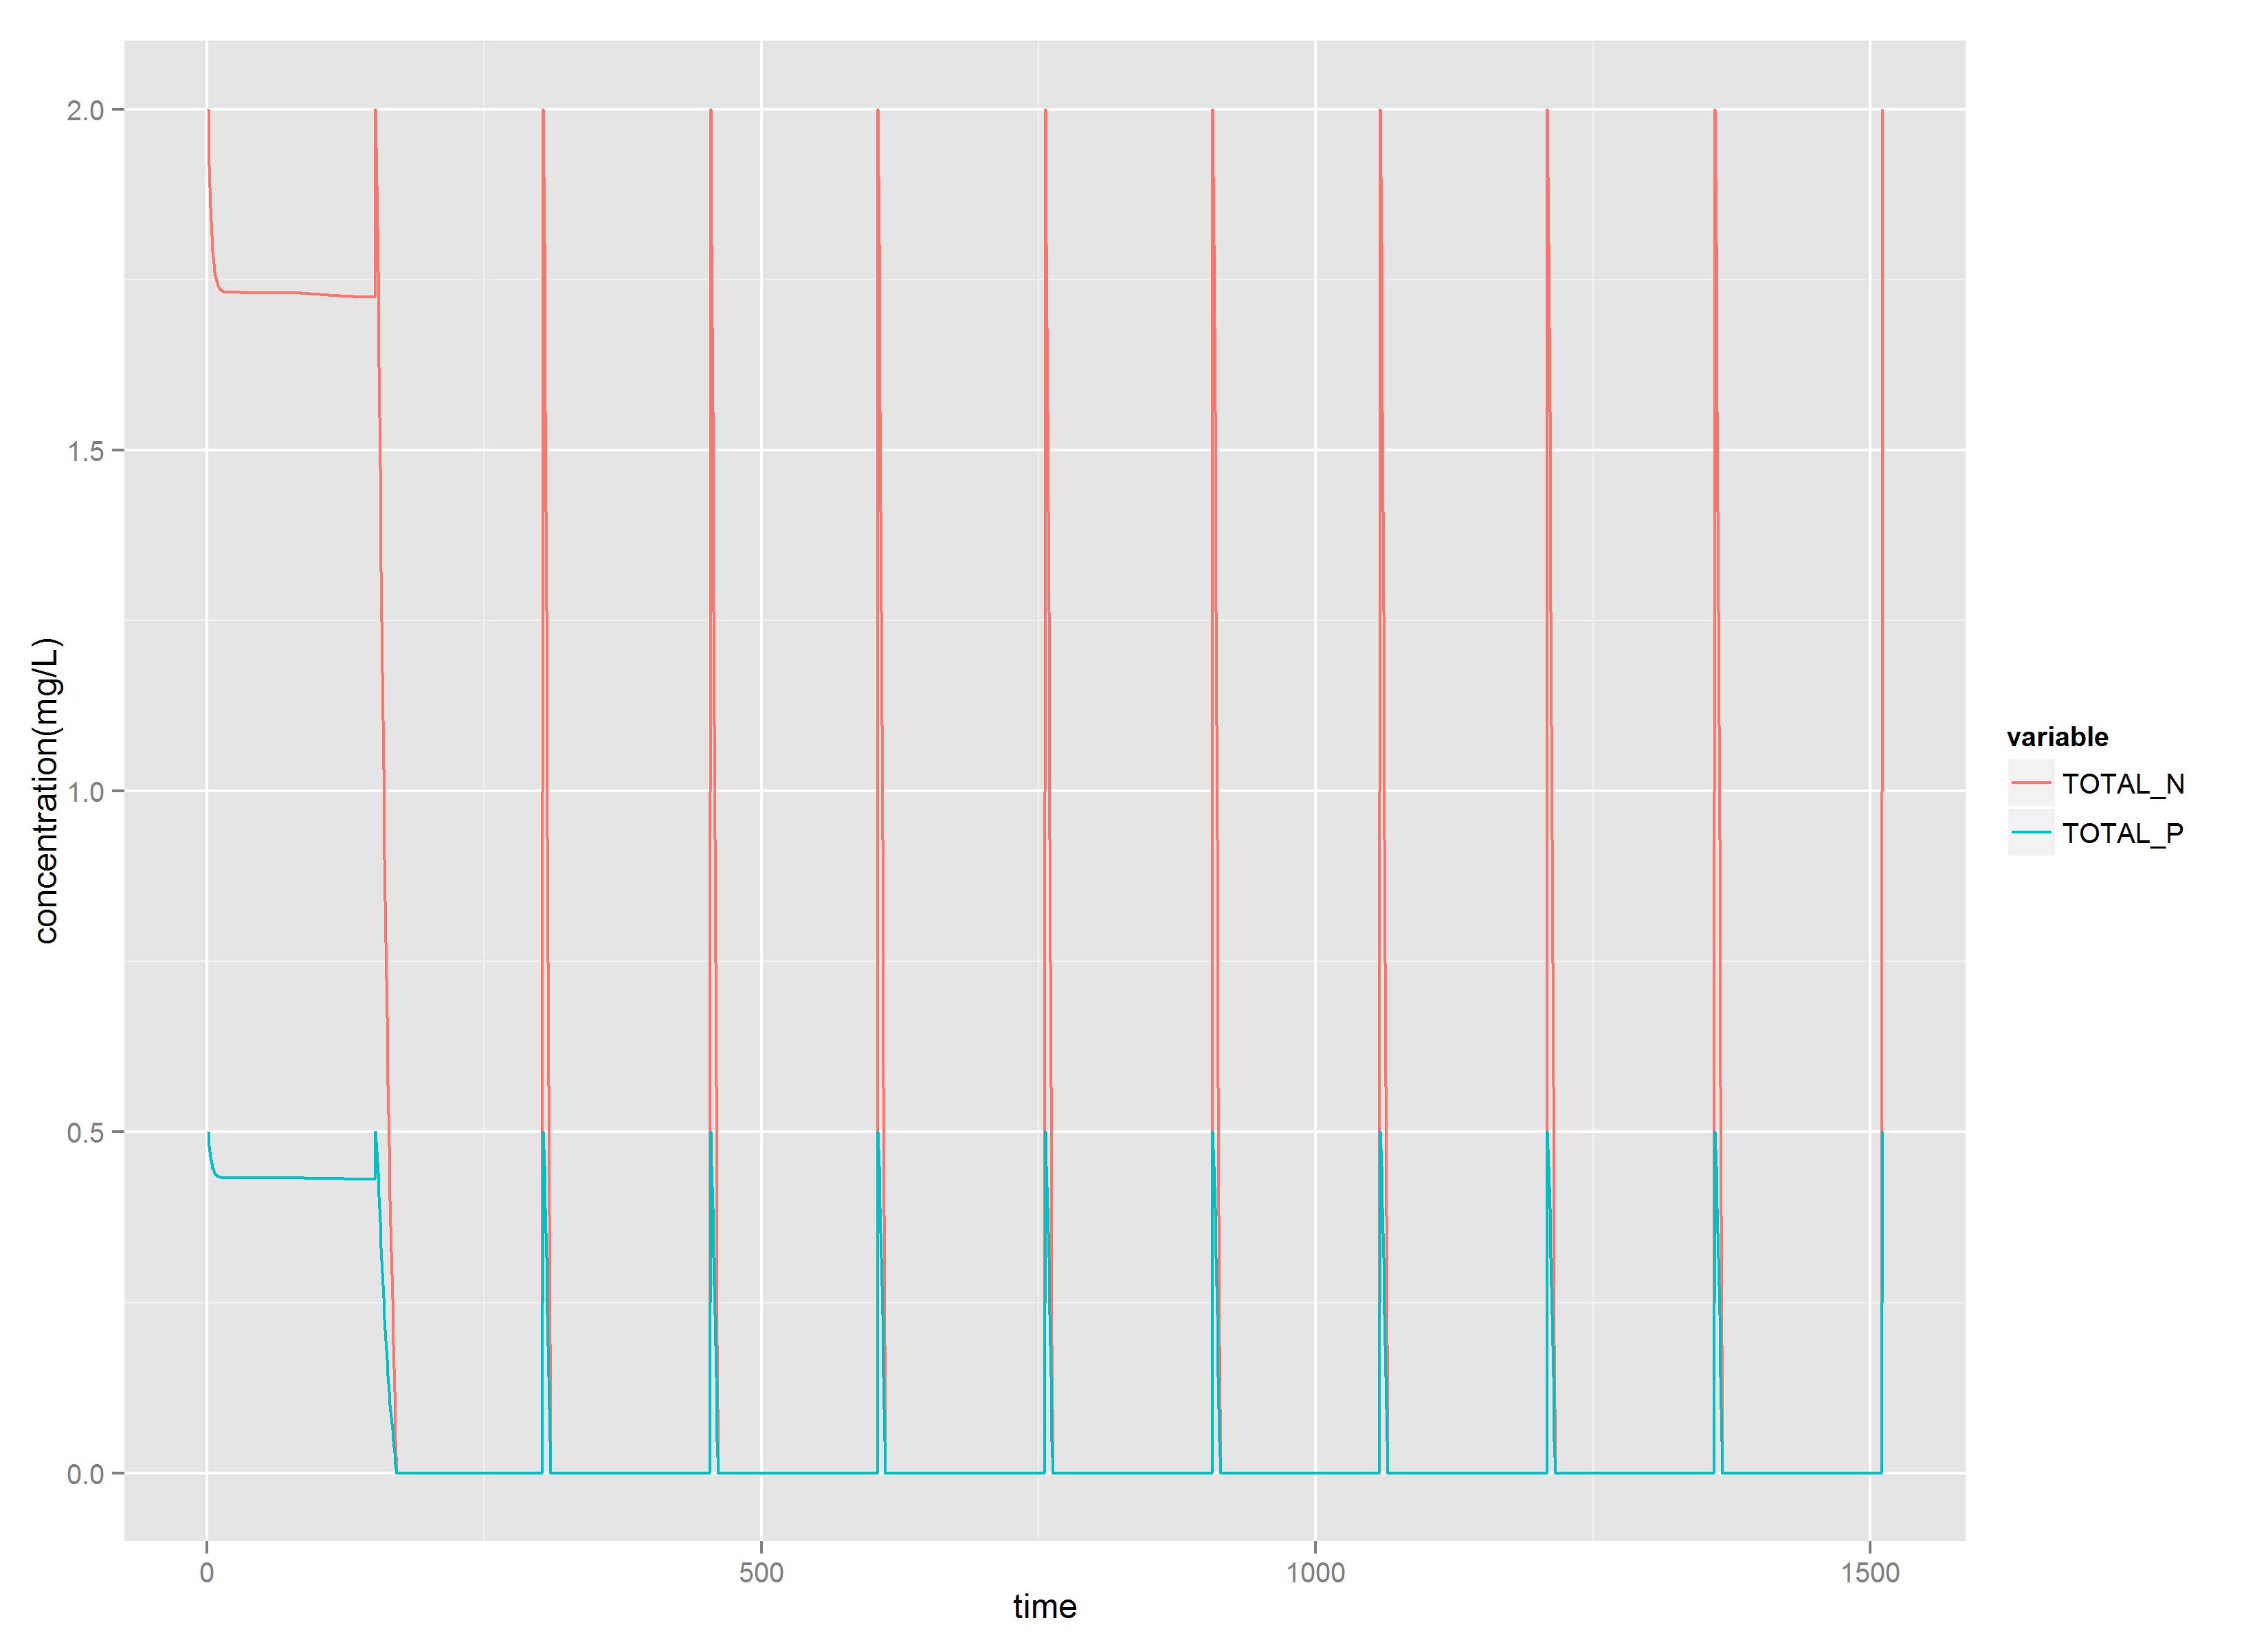 2.0
1.5
1.0
0.5
0.0
concentration(mg/L)
0 500 1000 1500
time
variable
TOTAL_N
TOTAL_P